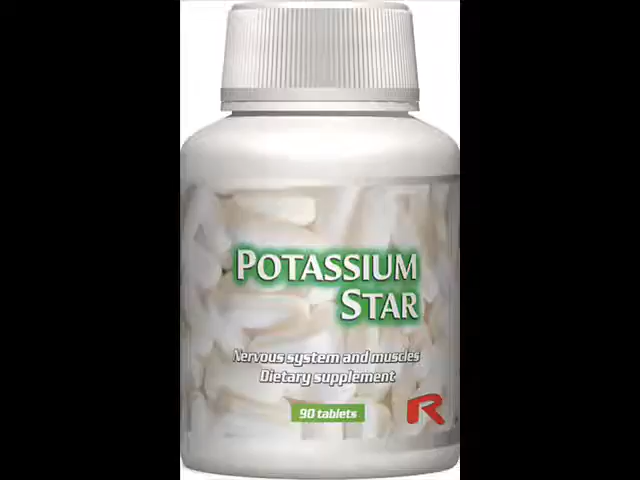 POTASSIUM
STAR
Nervous system and muscles
Dietary supplement
90 tablets
R